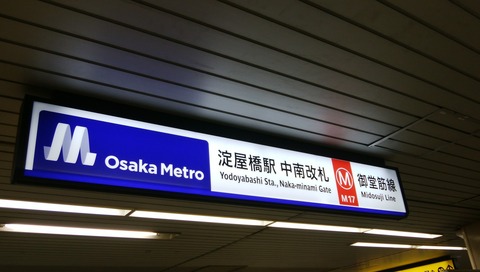 Osaka Metro
淀屋橋駅 中南改札
Yodoyabashi Sta., Naka-minami Gate
M
M17
御堂筋線
Midosuji Line